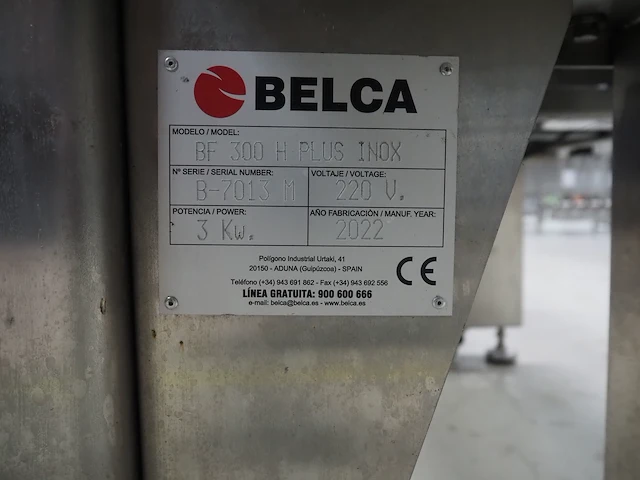 BELCA
MODELO / MODEL:
BF 300 H PLUS INOX
Nº SERIE / SERIAL NUMBER:
B-7013 M
VOLTAJE / VOLTAGE:
220 V.
POTENCIA / POWER:
3 Kw.
AÑO FABRICACIÓN / MANUF. YEAR:
2022
Polígono Industrial Urtaki, 41
20150 - ADUNA (Guipúzcoa) - SPAIN
Teléfono (+34) 943 691 862 - Fax (+34) 943 692 556
LÍNEA GRATUITA: 900 600 666
e-mail: belca@belca.es - www.belca.es
CE